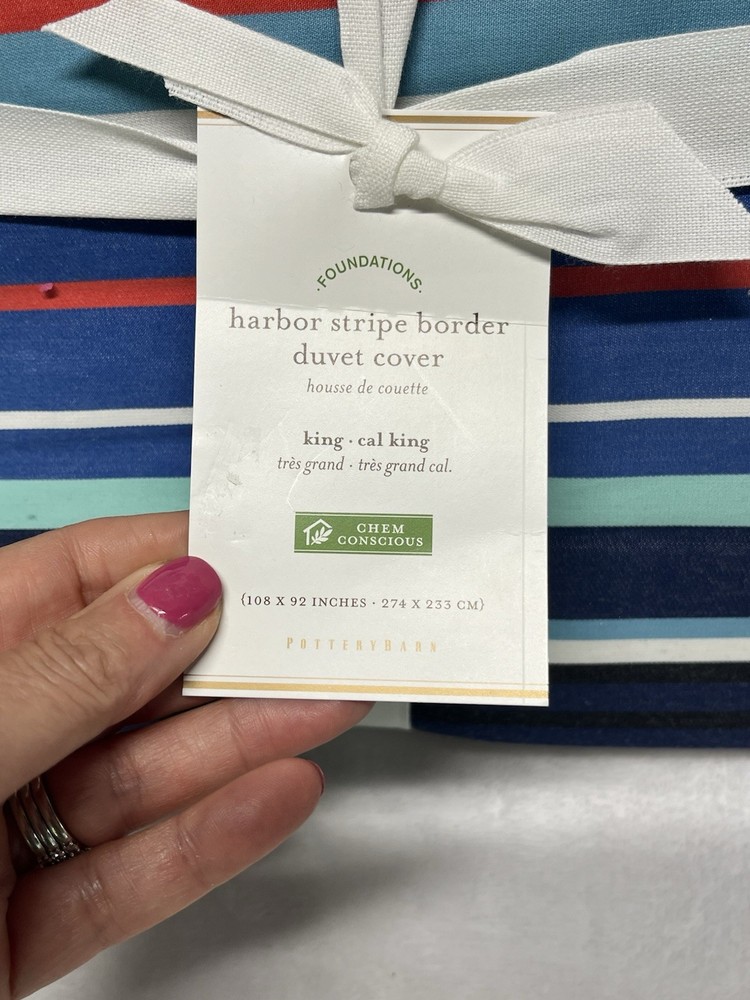 ·FOUNDATIONS·
harbor stripe border
duvet cover
housse de couette
king · cal king
très grand · très grand cal.
CHEM
CONSCIOUS
{108 X 92 INCHES · 274 X 233 CM}
POTTERYBARN